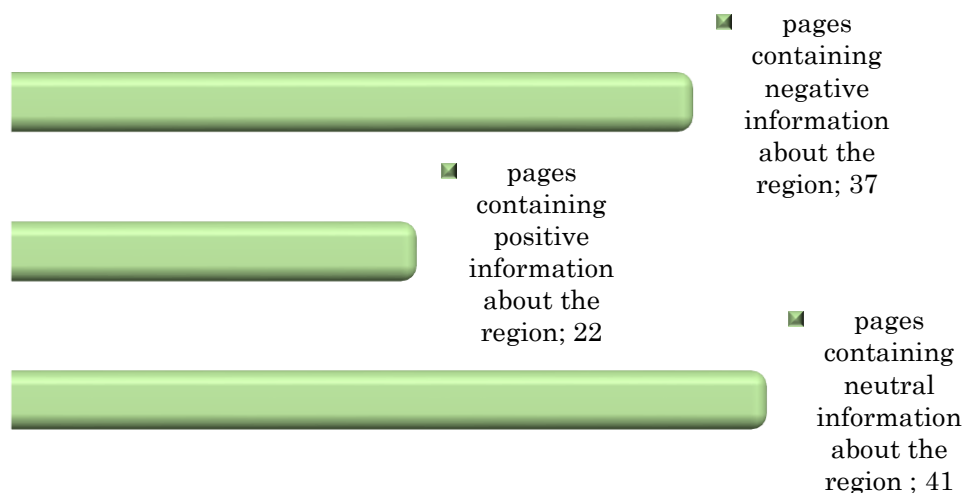 pages
containing
negative
information
about the
region; 37
pages
containing
positive
information
about the
region; 22
pages
containing
neutral
information
about the
region ; 41